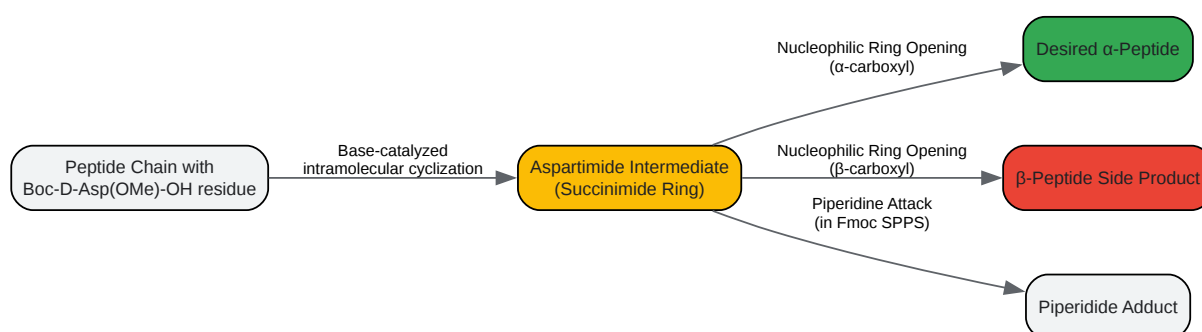 Peptide Chain with
Boc-D-Asp(OMe)-OH residue
Base-catalyzed
intramolecular cyclization
Aspartimide Intermediate
(Succinimide Ring)
Nucleophilic Ring Opening
(α-carboxyl)
Desired α-Peptide
Nucleophilic Ring Opening
(β-carboxyl)
β-Peptide Side Product
Piperidine Attack
(in Fmoc SPPS)
Piperidide Adduct